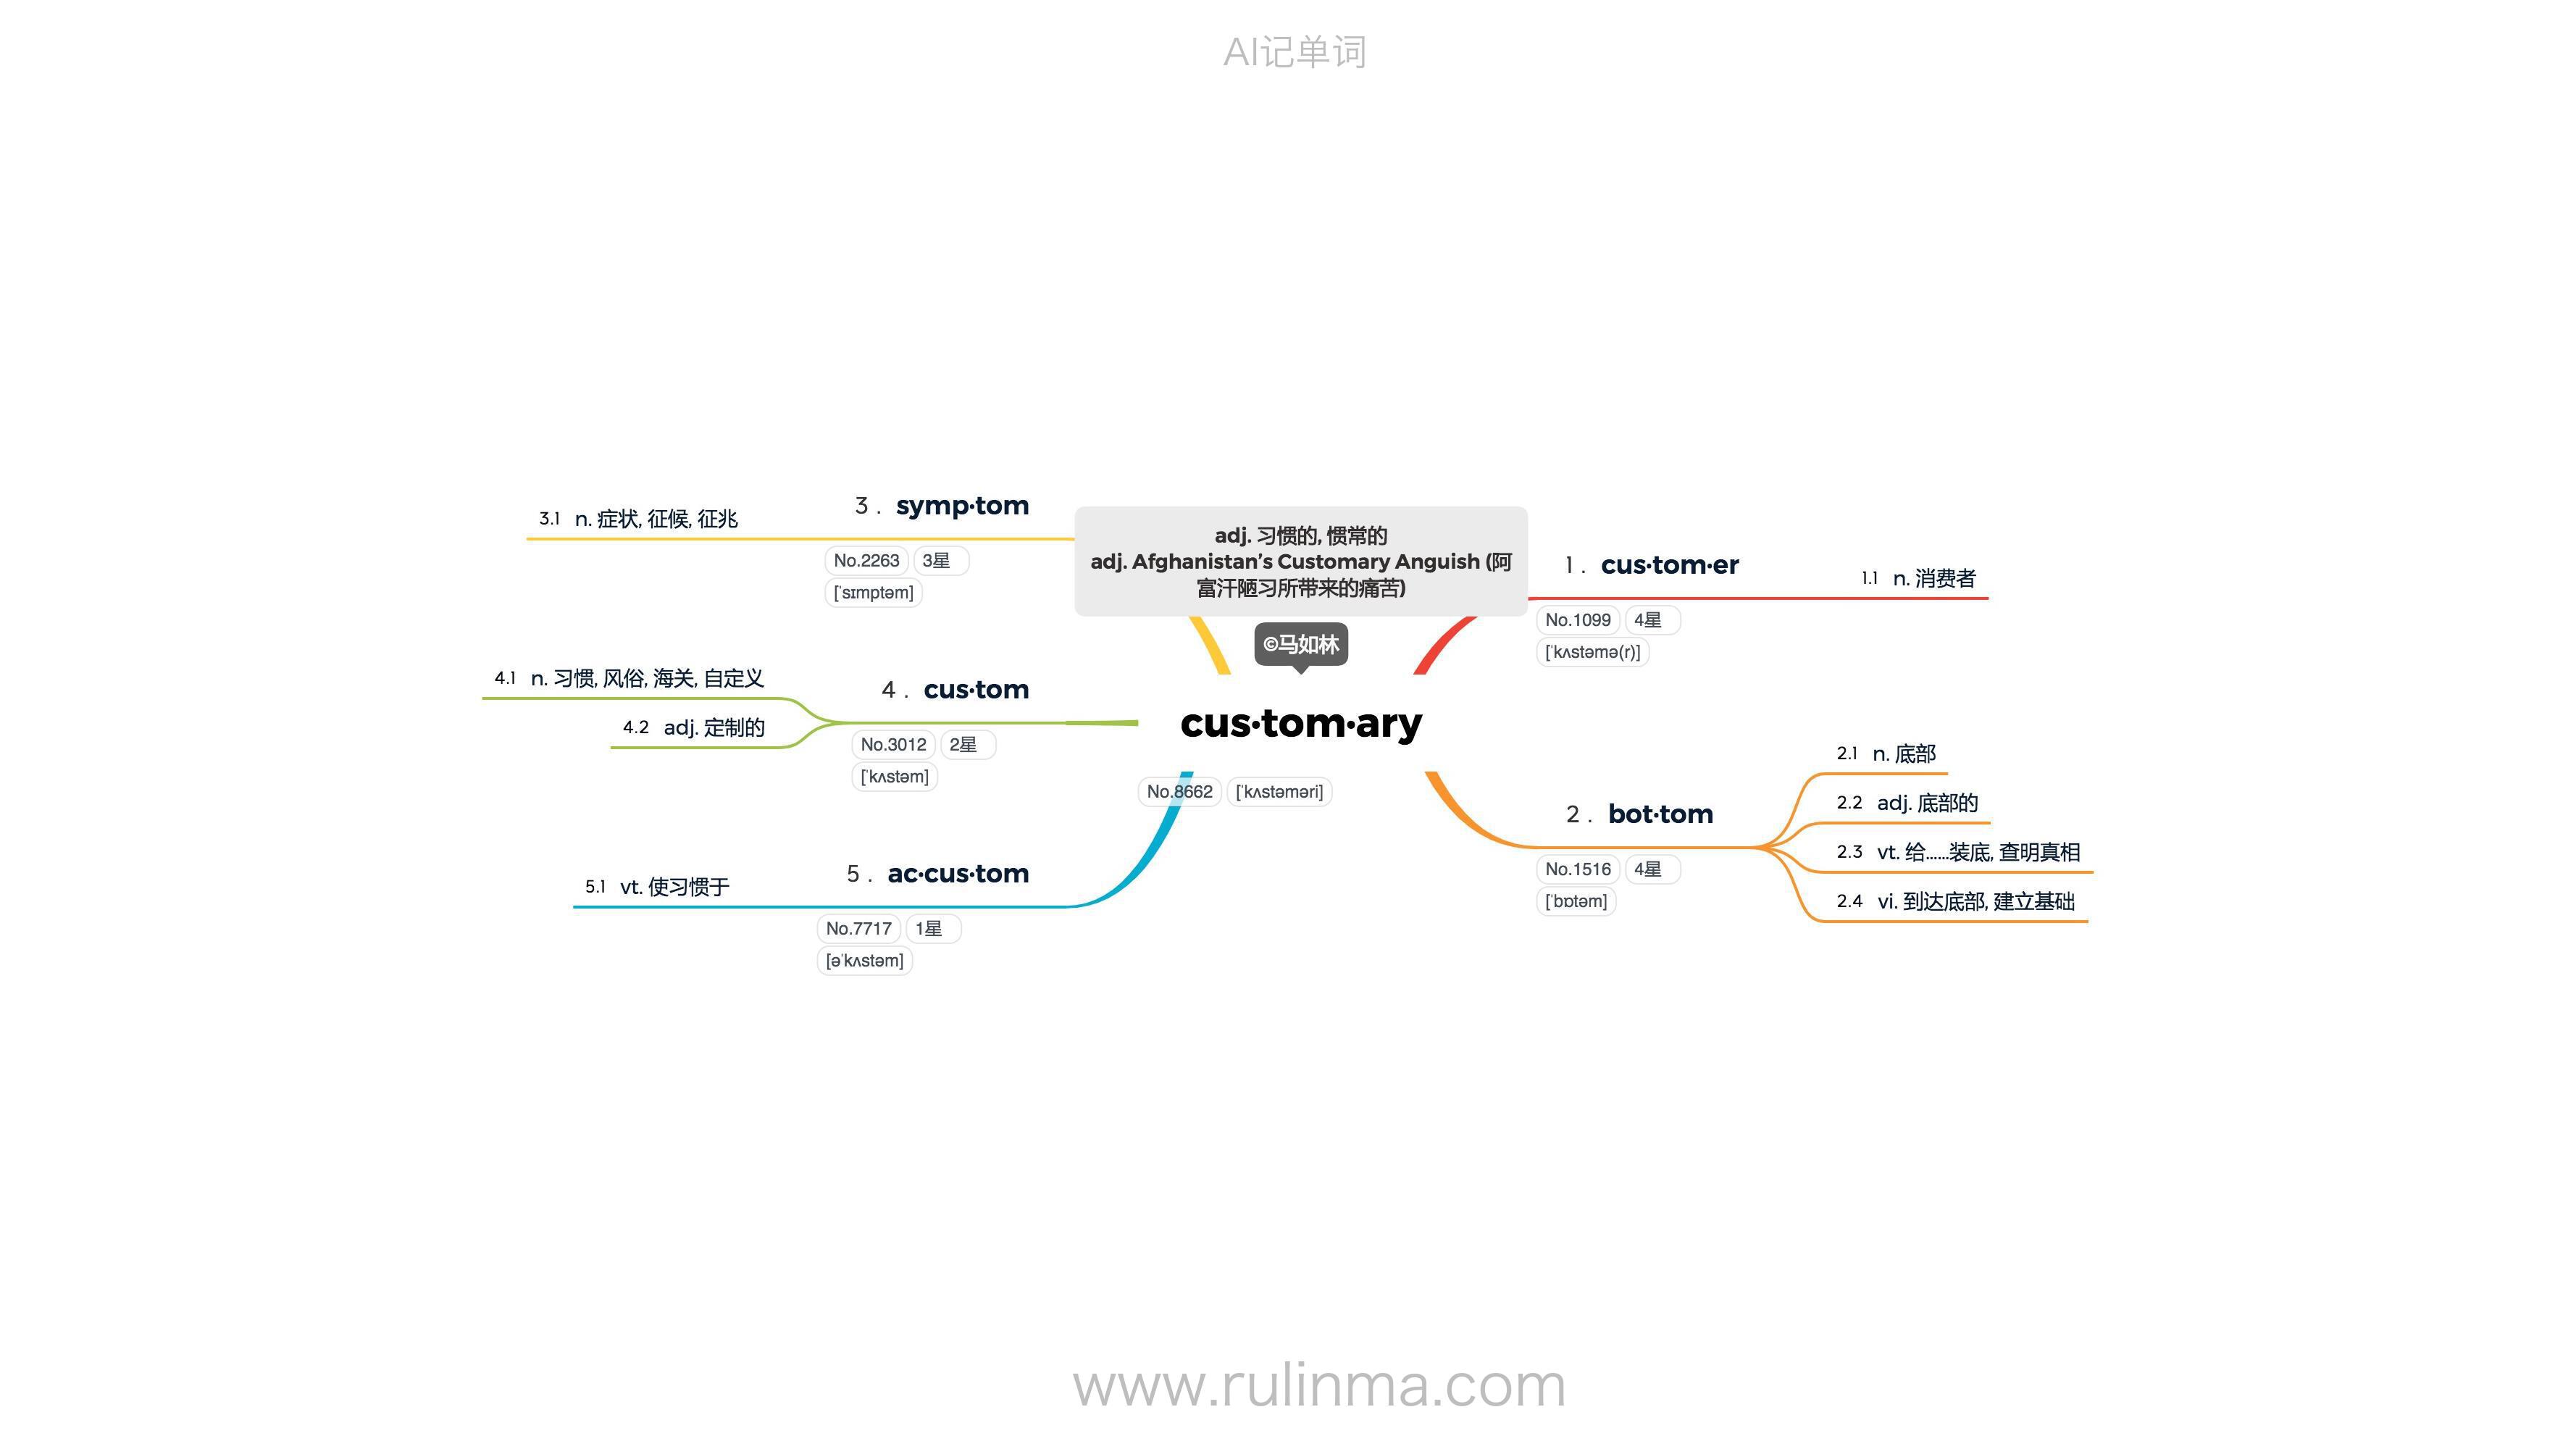 AI记单词
adj. 习惯的, 惯常的
adj. Afghanistan’s Customary Anguish (阿
富汗陋习所带来的痛苦)
©马如林
cus·tom·ary
No.8662 [ˈkʌstəməri]
1 . cus·tom·er
No.1099 4星
[ˈkʌstəmə(r)]
1.1 n. 消费者
2 . bot·tom
No.1516 4星
[ˈbɒtəm]
2.1 n. 底部
2.2 adj. 底部的
2.3 vt. 给……装底, 查明真相
2.4 vi. 到达底部, 建立基础
3 . symp·tom
No.2263 3星
[ˈsɪmptəm]
3.1 n. 症状, 征候, 征兆
4 . cus·tom
No.3012 2星
[ˈkʌstəm]
4.1 n. 习惯, 风俗, 海关, 自定义
4.2 adj. 定制的
5 . ac·cus·tom
No.7717 1星
[əˈkʌstəm]
5.1 vt. 使习惯于
www.rulinma.com